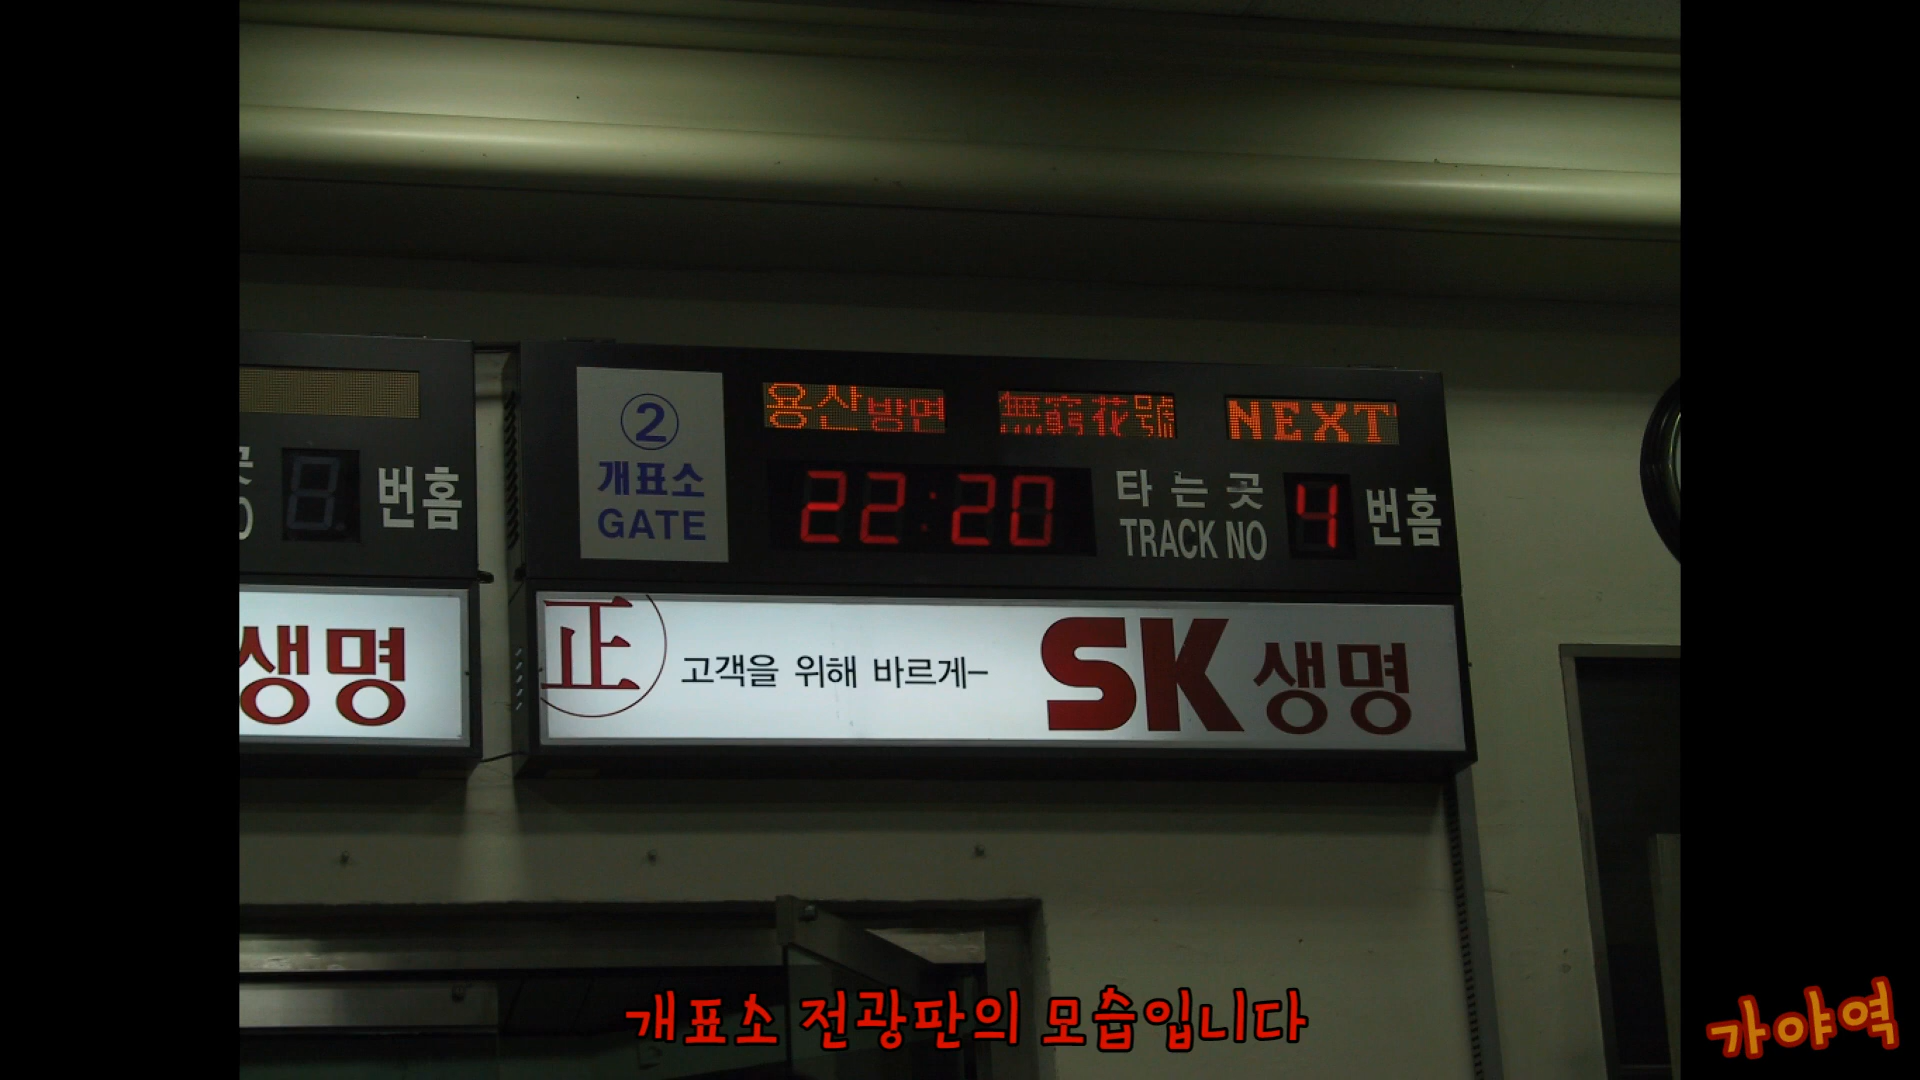 번홈
생명
②
개표소
GATE
용산방면
無窮花號
NEXT
22:20
타는곳
TRACK NO
4
번홈
正
고객을 위해 바르게-
SK생명
개표소 전광판의 모습입니다
가야역